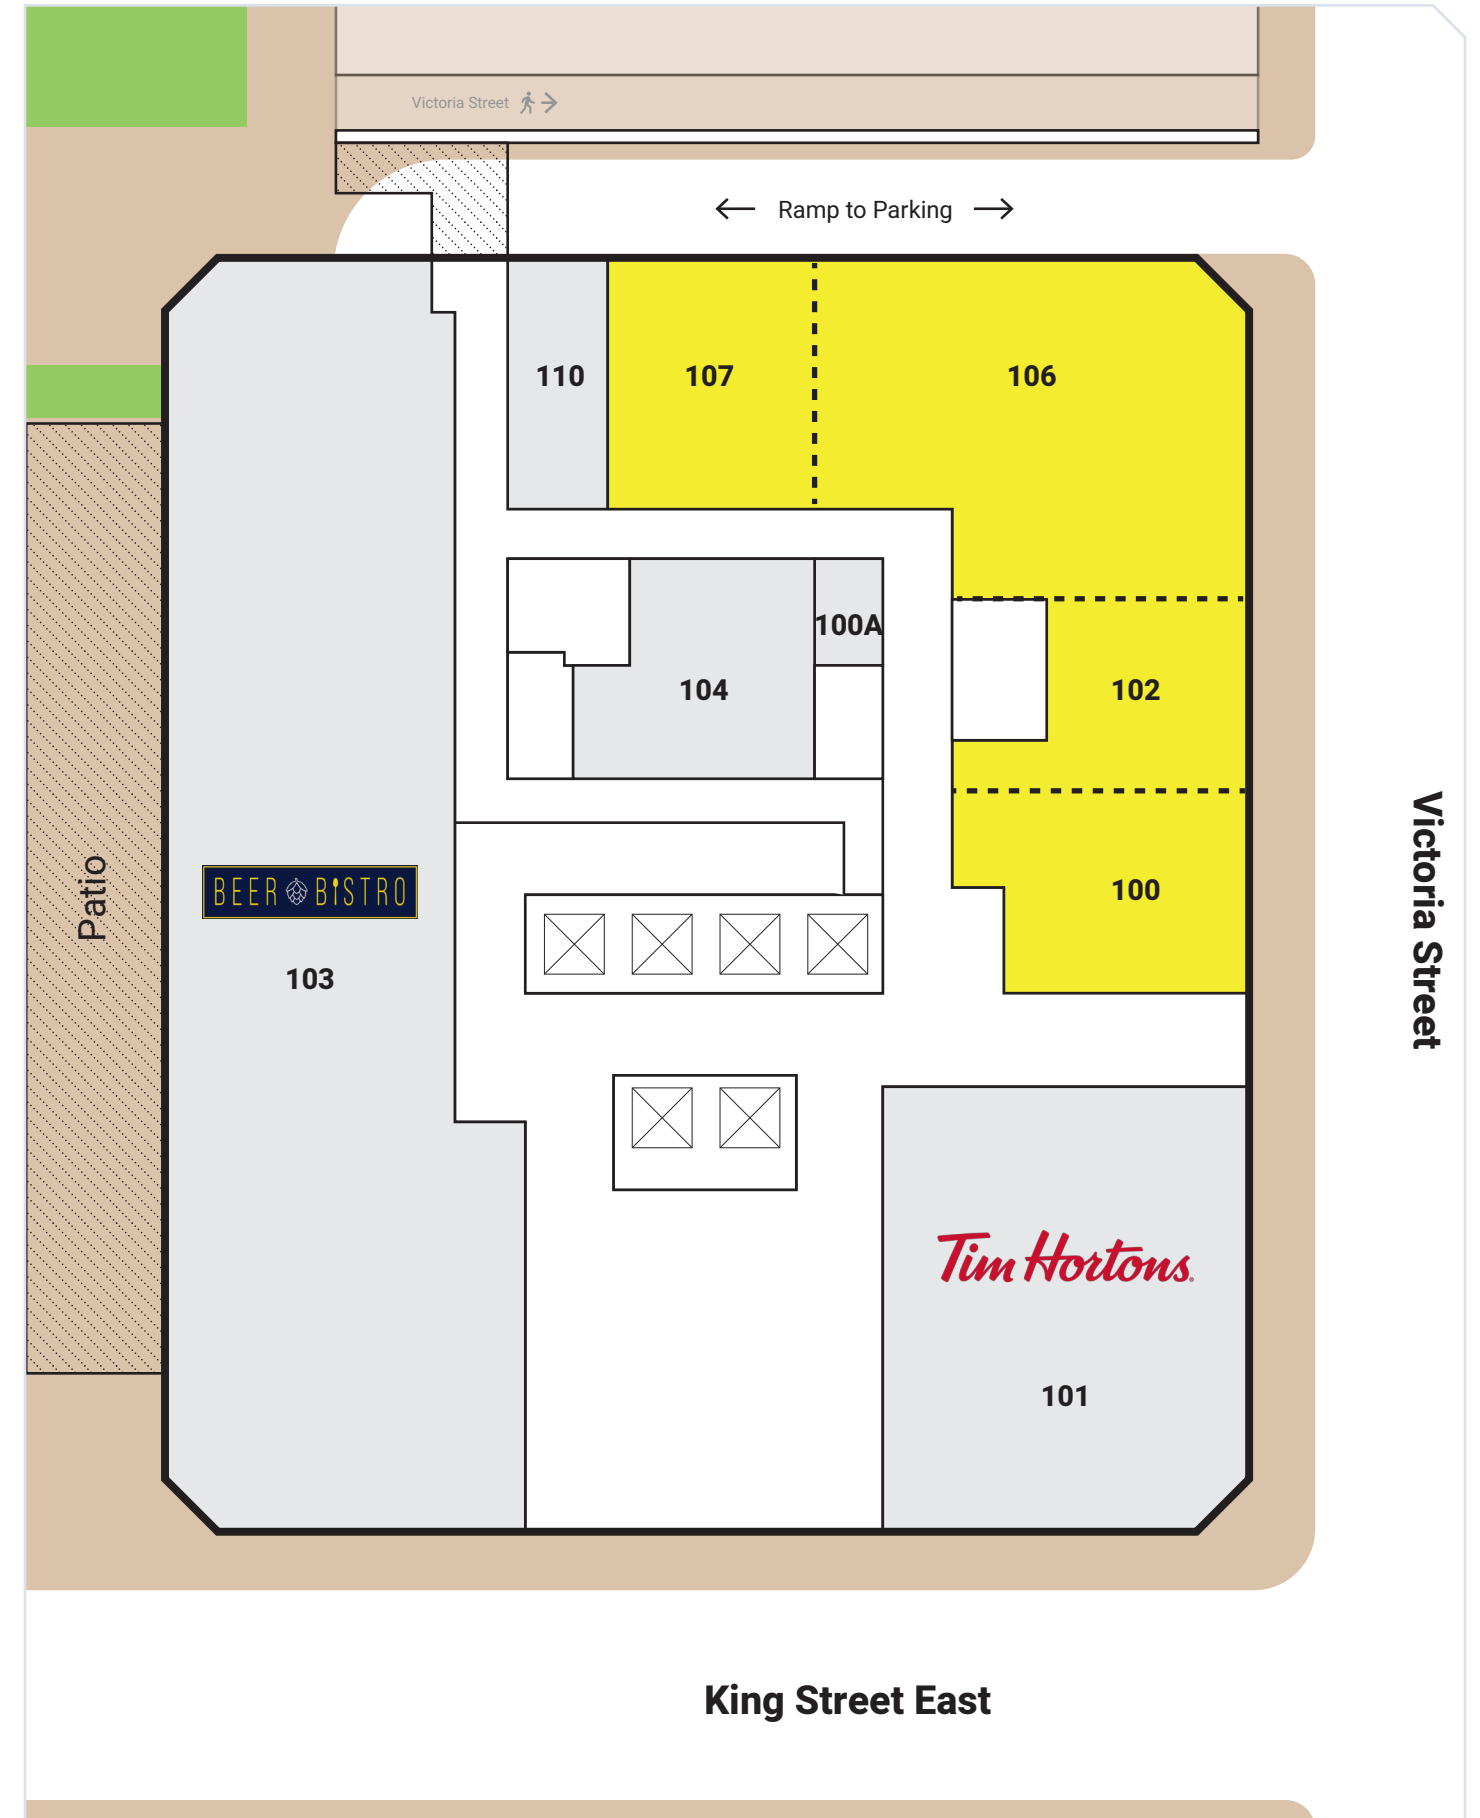 Victoria Street
Ramp to Parking
110
107
106
100A
104
102
Patio
BEER BISTRO
103
100
Victoria Street
Tim Hortons
101
King Street East